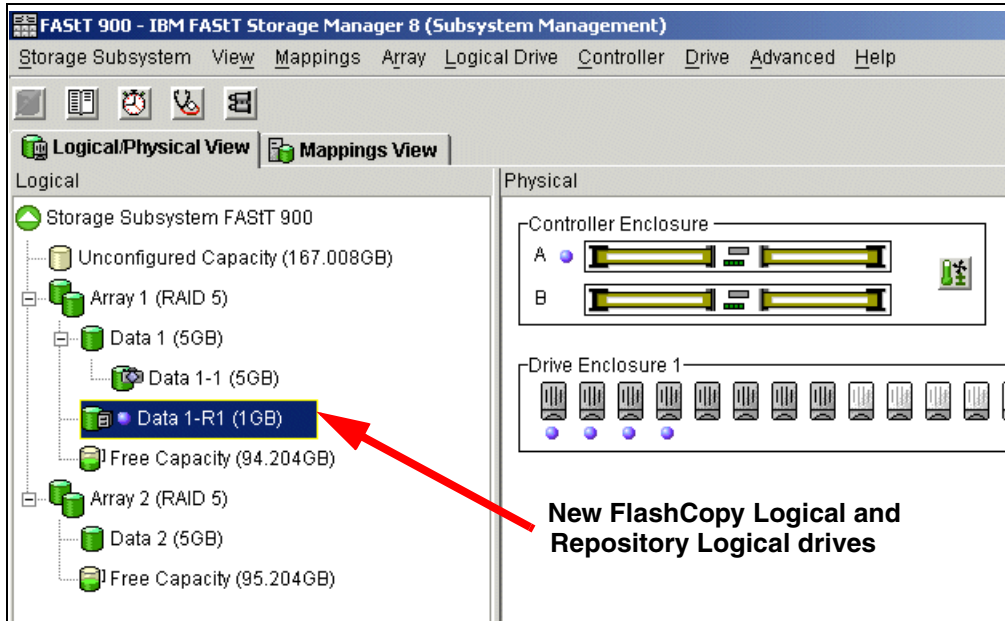 FAStT 900 - IBM FAStT Storage Manager 8 (Subsystem Management)
Storage Subsystem View Mappings Array Logical Drive Controller Drive Advanced Help
Logical/Physical View Mappings View
Logical
Storage Subsystem FAStT 900
Unconfigured Capacity (167.008GB)
Array 1 (RAID 5)
Data 1 (5GB)
Data 1-1 (5GB)
Data 1-R1 (1GB)
Free Capacity (94.204GB)
Array 2 (RAID 5)
Data 2 (5GB)
Free Capacity (95.204GB)
Physical
Controller Enclosure
A
B
Drive Enclosure 1
New FlashCopy Logical and
Repository Logical drives